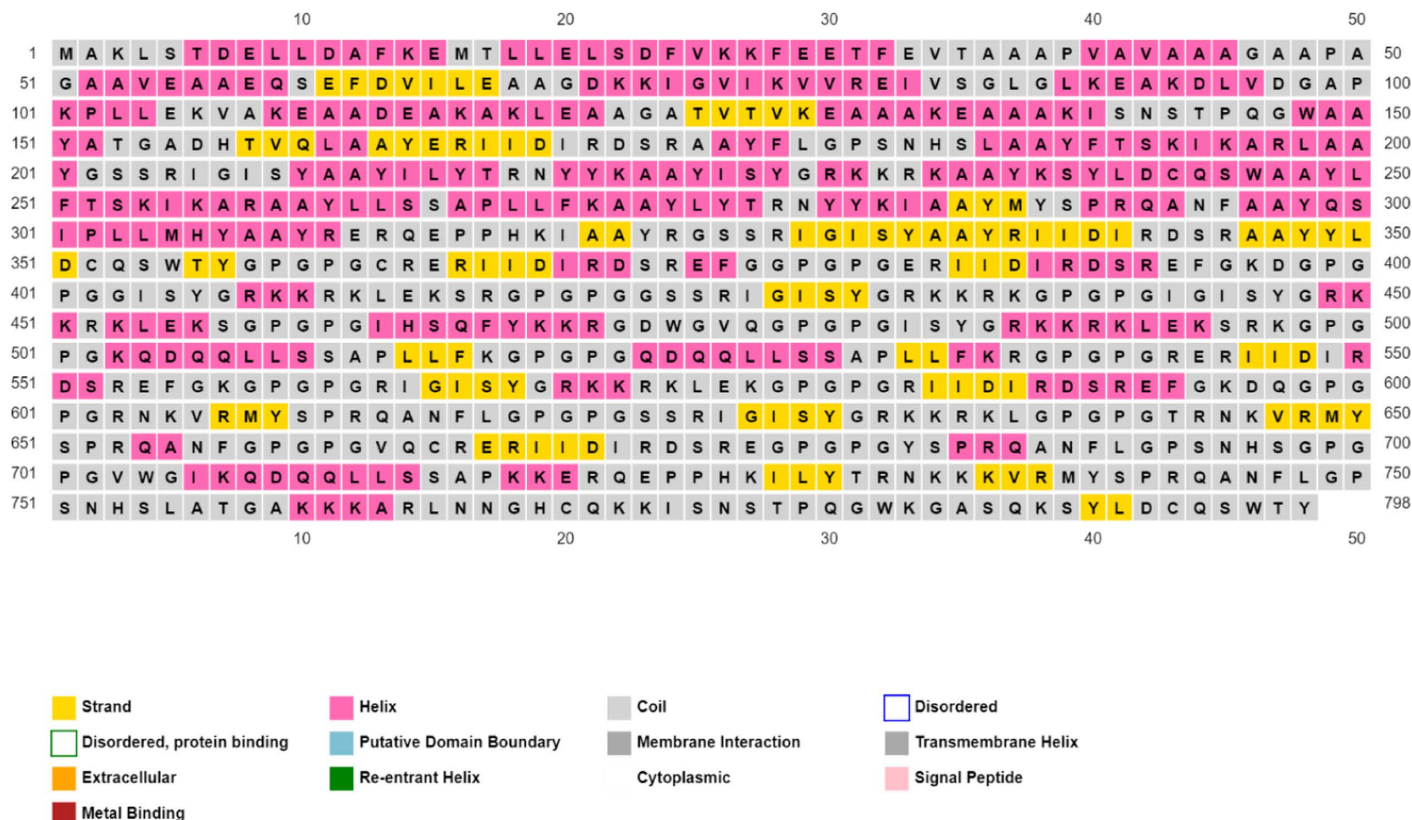 10 20 30 40 50
1 M A K L S T D E L L D A F K E M T L L E L S D F V K K F E E T F E V T A A A P V A V A A A G A A P A 50
51 G A A V E A A E Q S E F D V I L E A A G D K K I G V I K V V R E I V S G L G L K E A K D L V D G A P 100
101 K P L L E K V A K E A A D E A K A K L E A A G A T V T V K E A A A K E A A A K I S N S T P Q G W A A 150
151 Y A T G A D H T V Q L A A Y E R I I D I R D S R A A Y F L G P S N H S L A A Y F T S K I K A R L A A 200
201 Y G S S R I G I S Y A A Y I L Y T R N Y Y K A A Y I S Y G R K K R K A A Y K S Y L D C Q S W A A Y L 250
251 F T S K I K A R A A Y L L S S A P L L F K A A Y L Y T R N Y Y K I A A Y M Y S P R Q A N F A A Y Q S 300
301 I P L L M H Y A A Y R E R Q E P P H K I A A Y R G S S R I G I S Y A A Y R I I D I R D S R A A Y Y L 350
351 D C Q S W T Y G P G P G C R E R I I D I R D S R E F G G P G P G E R I I D I R D S R E F G K D G P G 400
401 P G G I S Y G R K K R K L E K S R G P G P G G S S R I G I S Y G R K K R K G P G P G I G I S Y G R K 450
451 K R K L E K S G P G P G I H S Q F Y K K R G D W G V Q G P G P G I S Y G R K K R K L E K S R K G P G 500
501 P G K Q D Q Q L L S S A P L L F K G P G P G Q D Q Q L L S S A P L L F K R G P G P G R E R I I D I R 550
551 D S R E F G K G P G P G R I G I S Y G R K K R K L E K G P G P G R I I D I R D S R E F G K D Q G P G 600
601 P G R N K V R M Y S P R Q A N F L G P G P G S S R I G I S Y G R K K R K L G P G P G T R N K V R M Y 650
651 S P R Q A N F G P G P G V Q C R E R I I D I R D S R E G P G P G Y S P R Q A N F L G P S N H S G P G 700
701 P G V W G I K Q D Q Q L L S S A P K K E R Q E P P H K I L Y T R N K K K V R M Y S P R Q A N F L G P 750
751 S N H S L A T G A K K K A R L N N G H C Q K K I S N S T P Q G W K G A S Q K S Y L D C Q S W T Y 798
10 20 30 40 50
Strand Helix Coil Disordered
Disordered, protein binding Putative Domain Boundary Membrane Interaction Transmembrane Helix
Extracellular Re-entrant Helix Cytoplasmic Signal Peptide
Metal Binding